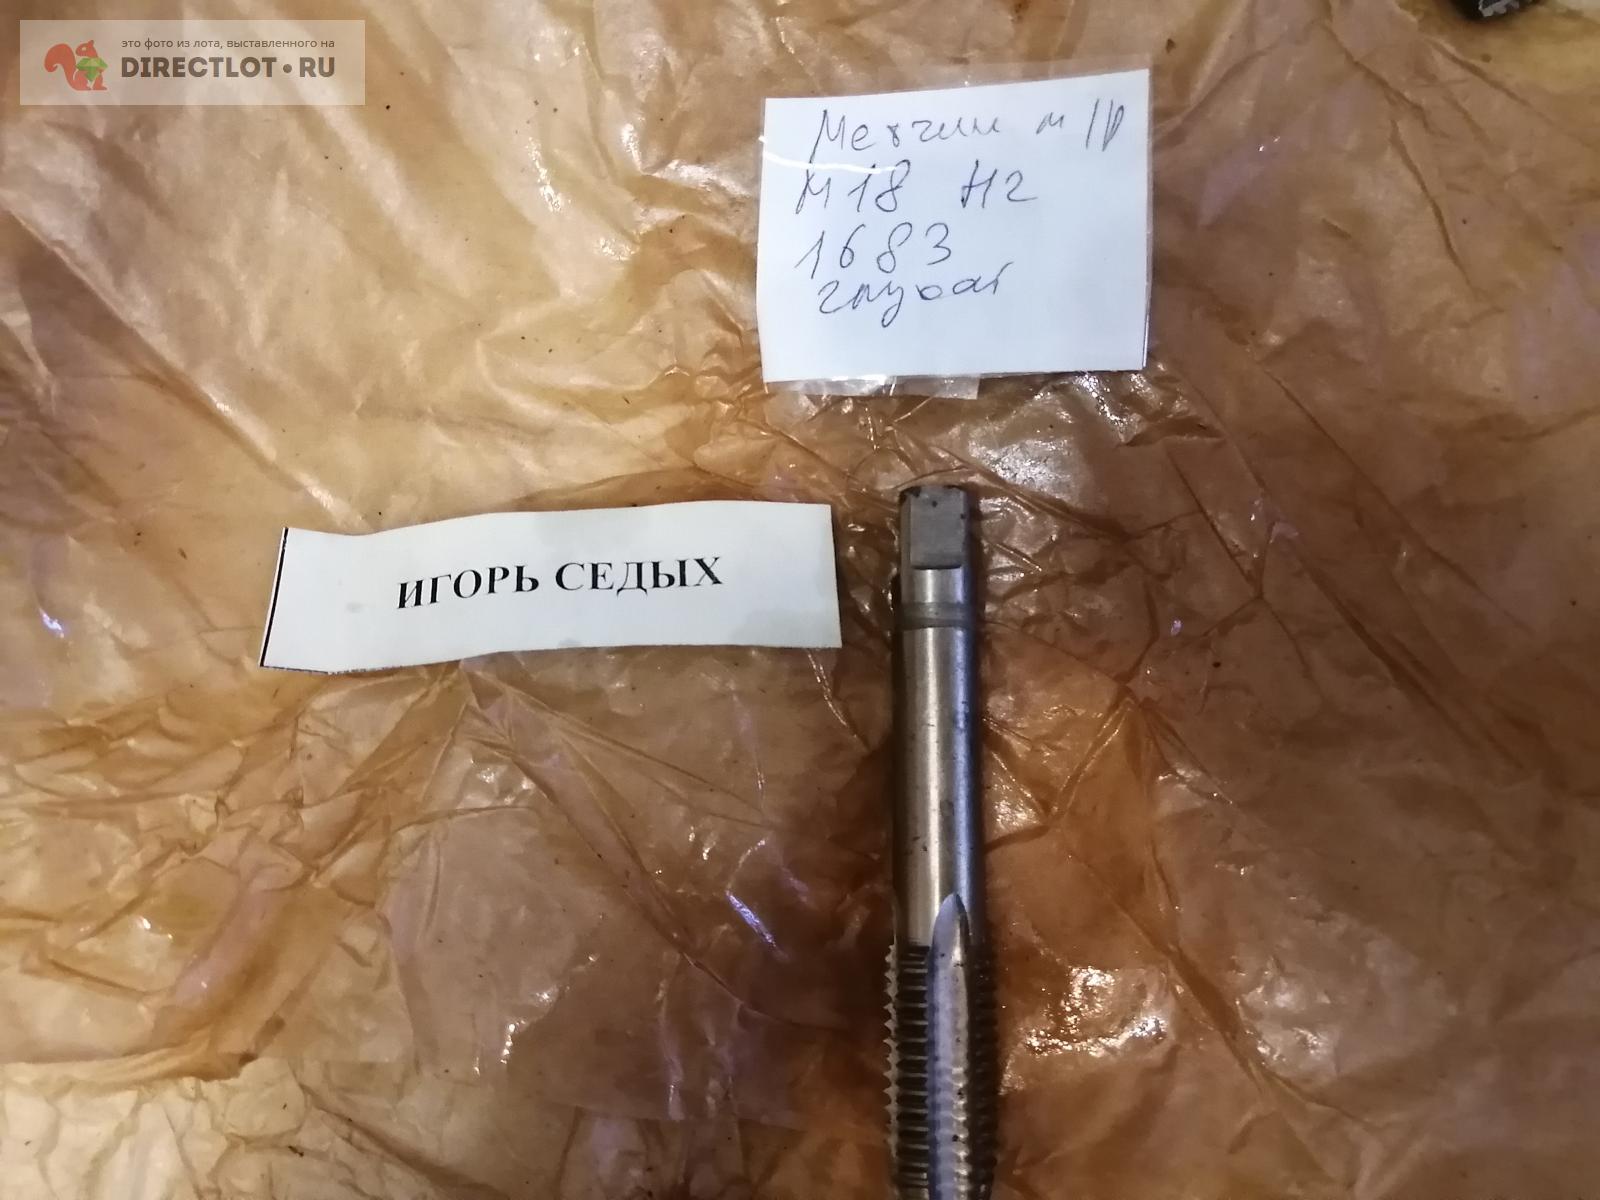 это фото из лота, выставленного на
DIRECTLOT.RU
Метчик м/р
М18 Н2
1683
глухой
ИГОРЬ СЕДЫХ